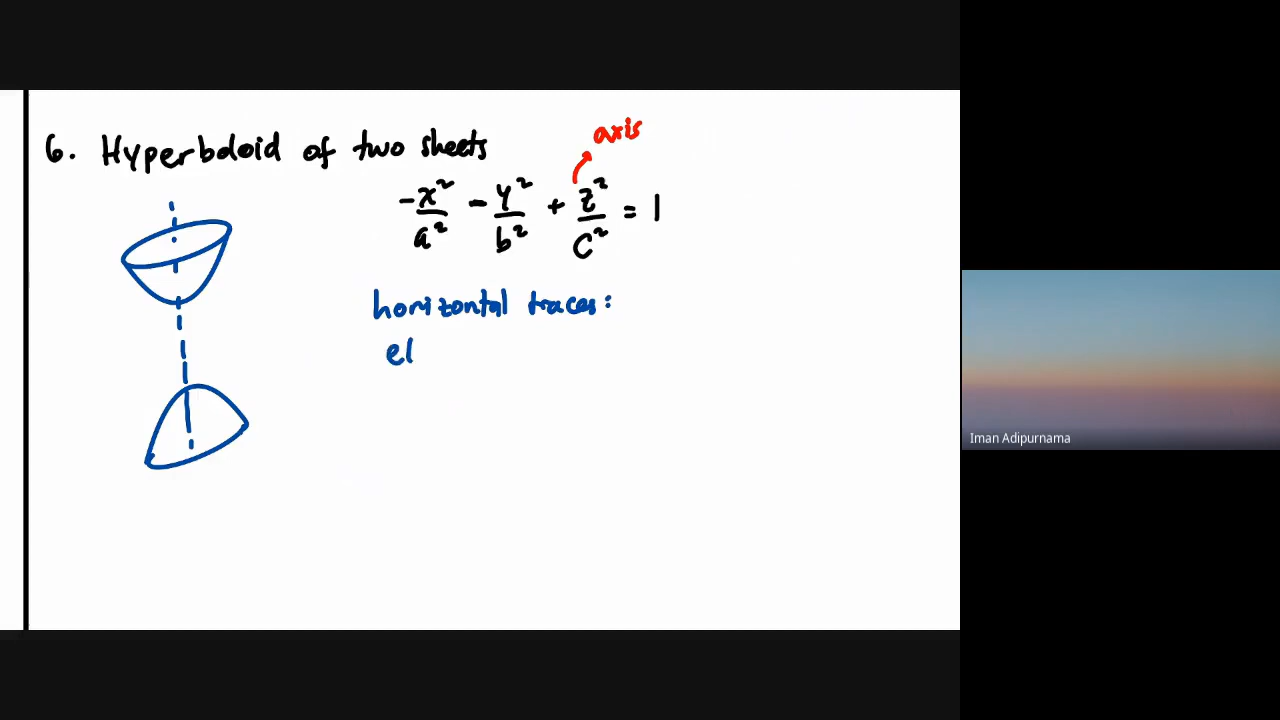 6. Hyperboloid of two sheets
axis
-x²/a² - y²/b² + z²/c² = 1
horizontal traces:
el
Iman Adipurnama